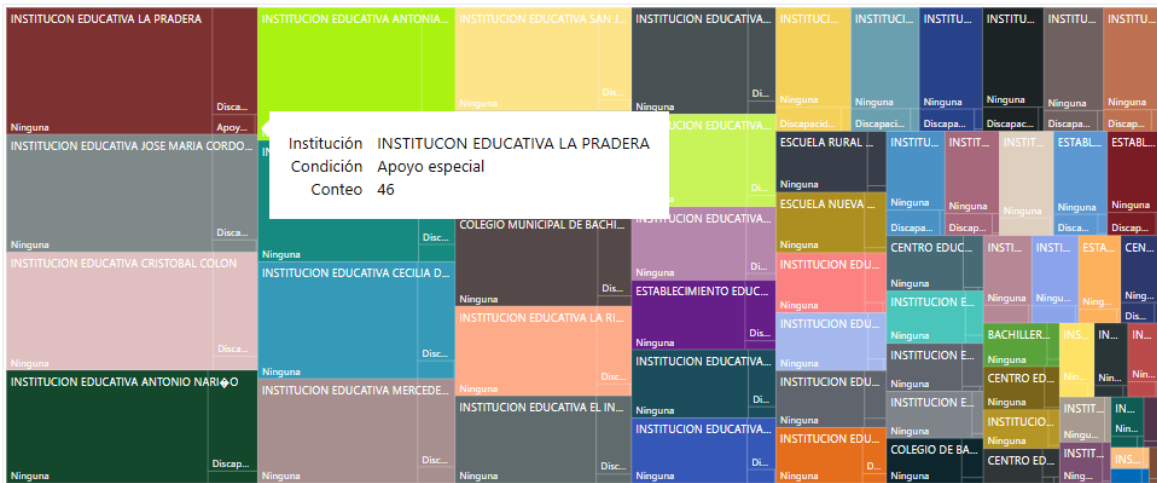 INSTITUCON EDUCATIVA LA PRADERA
Disca...
Ninguna
Apoy...
INSTITUCION EDUCATIVA JOSE MARIA CORDO...
Disca...
Ninguna
INSTITUCION EDUCATIVA CRISTOBAL COLON
Disca...
Ninguna
INSTITUCION EDUCATIVA ANTONIO NARI�O
Discap...
Ninguna
INSTITUCION EDUCATIVA ANTONIA...
Institución INSTITUCON EDUCATIVA LA PRADERA
Condición Apoyo especial
Conteo 46
Disc...
Ninguna
INSTITUCION EDUCATIVA CECILIA D...
Disc...
Ninguna
INSTITUCION EDUCATIVA MERCEDE...
Disc...
Ninguna
INSTITUCION EDUCATIVA SAN J...
Dis...
Ninguna
COLEGIO MUNICIPAL DE BACHI...
Dis...
Ninguna
INSTITUCION EDUCATIVA LA RI...
Disc...
Ninguna
INSTITUCION EDUCATIVA EL IN...
Disc...
Ninguna
INSTITUCION EDUCATIVA...
Di...
Ninguna
UCION EDUCATIVA...
Di...
INSTITUCION EDUCATIVA...
Di...
Ninguna
ESTABLECIMIENTO EDUC...
Dis...
Ninguna
INSTITUCION EDUCATIVA...
Di...
Ninguna
INSTITUCION EDUCATIVA...
Di...
Ninguna
INSTITUCI...
Ninguna
Discapacid...
INSTITUCI...
Ninguna
Discapaci...
INSTITU...
Ninguna
Discapa...
INSTITU...
Ninguna
Discapac...
INSTITU...
Ninguna
Discapa...
INSTITU...
Ninguna
Discap...
ESCUELA RURAL ...
Ninguna
ESCUELA NUEVA ...
Ninguna
INSTITUCION EDU...
Ninguna
INSTITUCION EDU...
Ninguna
INSTITUCION EDU...
Ninguna
INSTITUCION EDU...
D...
Ninguna
INSTITU...
Ninguna
Discapa...
INSTIT...
Ninguna
Discap...
INSTIT...
Ninguna
ESTABL...
Ninguna
Disca...
ESTABL...
Ninguna
Discap...
CENTRO EDUC...
Ninguna
INSTITUCION E...
Ninguna
INSTITUCION E...
Ninguna
INSTITUCION E...
Ninguna
COLEGIO DE BA...
Ninguna
INSTI...
Ninguna
INSTI...
Ningu...
ESTA...
Ning...
CEN...
Ning...
Dis...
BACHILLER...
Ninguna
CENTRO ED...
Ninguna
INSTITUCIO...
Ninguna
CENTRO ED...
Ninguna
INS...
Nin...
IN...
Nin...
IN...
Nin...
INSTIT...
Ningu...
IN...
Nin...
INSTIT...
Ning...
INS...